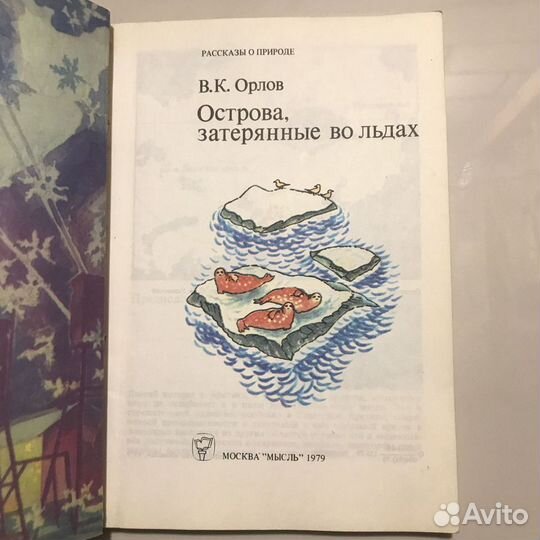 РАССКАЗЫ О ПРИРОДЕ
В.К. Орлов
Острова,
затерянные во льдах
МОСКВА "МЫСЛЬ" 1979
Avito